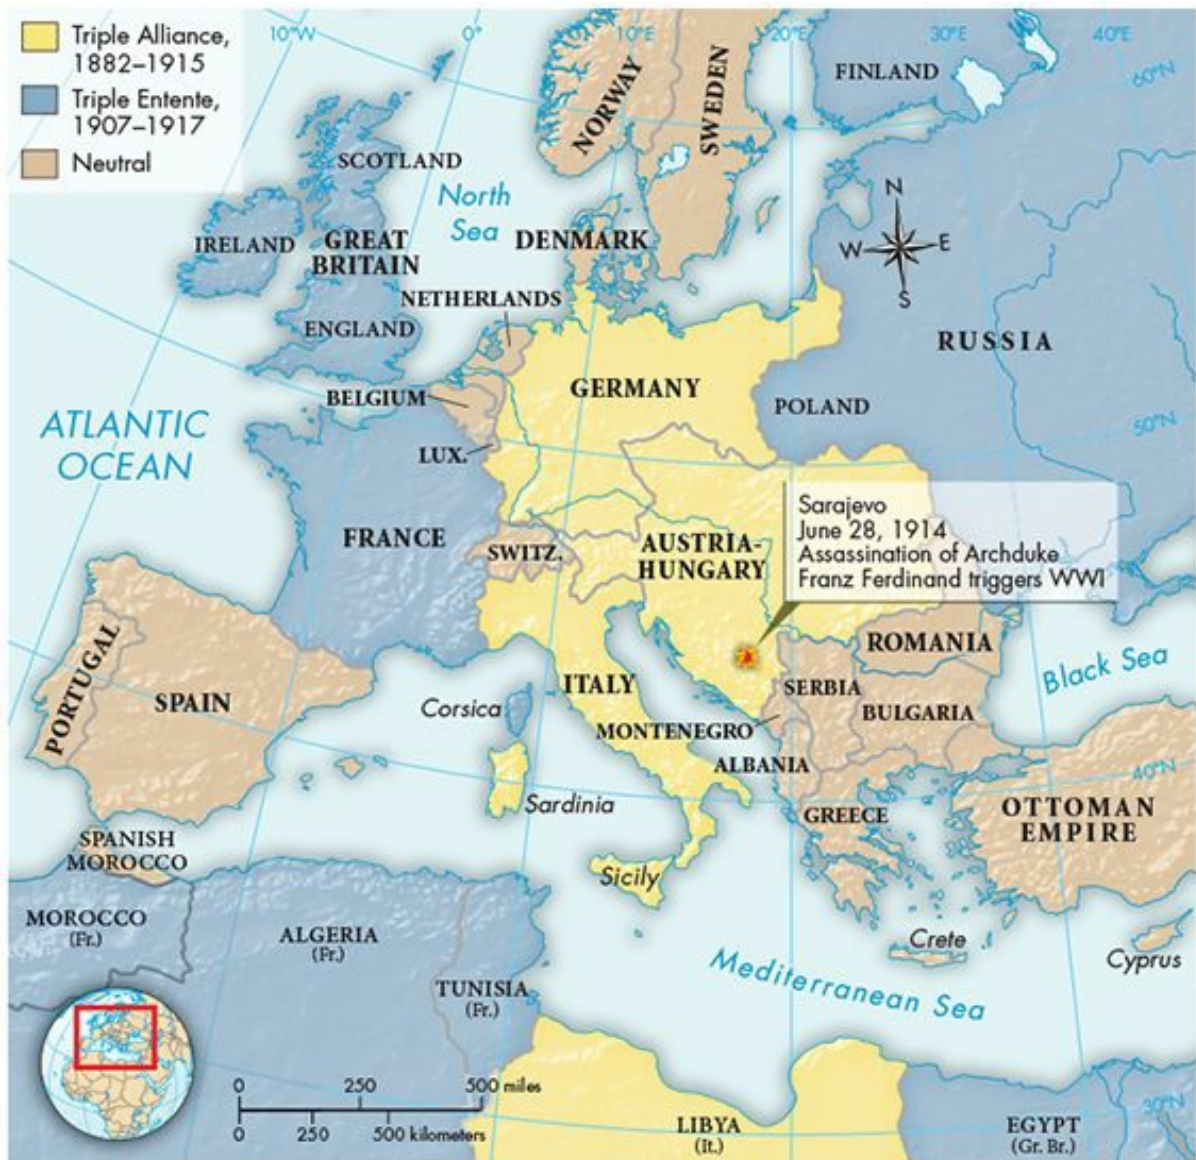 Triple Alliance,
1882–1915
Triple Entente,
1907–1917
Neutral
10°W
0°
10°E
20°E
30°E
40°E
60°N
FINLAND
NORWAY
SWEDEN
SCOTLAND
North
Sea
N
W
E
S
IRELAND
GREAT
BRITAIN
DENMARK
NETHERLANDS
ENGLAND
RUSSIA
GERMANY
BELGIUM
POLAND
ATLANTIC
OCEAN
50°N
LUX.
Sarajevo
June 28, 1914
Assassination of Archduke
Franz Ferdinand triggers WWI
FRANCE
SWITZ.
AUSTRIA-
HUNGARY
ROMANIA
Black Sea
PORTUGAL
SPAIN
Corsica
ITALY
SERBIA
BULGARIA
MONTENEGRO
ALBANIA
40°N
Sardinia
GREECE
OTTOMAN
EMPIRE
SPANISH
MOROCCO
Sicily
MOROCCO
(Fr.)
ALGERIA
(Fr.)
Crete
Cyprus
Mediterranean Sea
TUNISIA
(Fr.)
0 250 500 miles
0 250 500 kilometers
30°N
LIBYA
(It.)
EGYPT
(Gr. Br.)